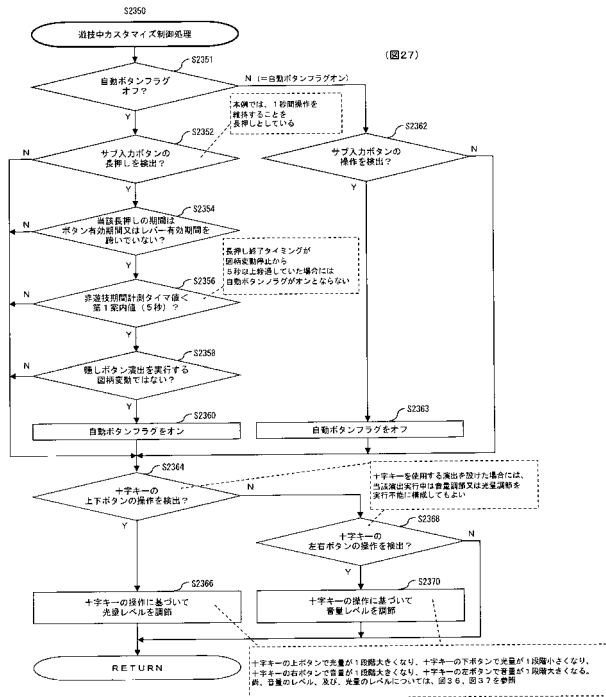 S2350
遊技中カスタマイズ制御処理
(図27)
S2351
自動ボタンフラグ
オフ?
N (=自動ボタンフラグオン)
Y
本例では、1秒間操作を
維持することを
長押しとしている
S2352
サブ入力ボタンの
長押しを検出?
N
Y
S2362
サブ入力ボタンの
操作を検出?
N
Y
S2354
当該長押しの期間は
ボタン有効期間又はレバー有効期間を
跨いでいない?
N
Y
長押し終了タイミングが
図柄変動停止から
5秒以上経過していた場合には
自動ボタンフラグがオンとならない
S2356
非遊技期間計測タイマ値<
第1案内値(5秒)?
N
Y
S2358
隠しボタン演出を実行する
図柄変動ではない?
N
Y
S2360
自動ボタンフラグをオン
S2363
自動ボタンフラグをオフ
S2364
十字キーの
上下ボタンの操作を検出?
N
Y
十字キーを使用する演出を設けた場合には、
当該演出実行中は音量調節又は光量調節を
実行不能に構成してもよい
S2368
十字キーの
左右ボタンの操作を検出?
N
Y
S2366
十字キーの操作に基づいて
光量レベルを調節
S2370
十字キーの操作に基づいて
音量レベルを調節
十字キーの上ボタンで光量が1段階大きくなり、十字キーの下ボタンで光量が1段階小さくなり、
十字キーの右ボタンで音量が1段階大きくなり、十字キーの左ボタンで音量が1段階大きくなる。
尚、音量のレベル、及び、光量のレベルについては、図36、図37を参照
RETURN